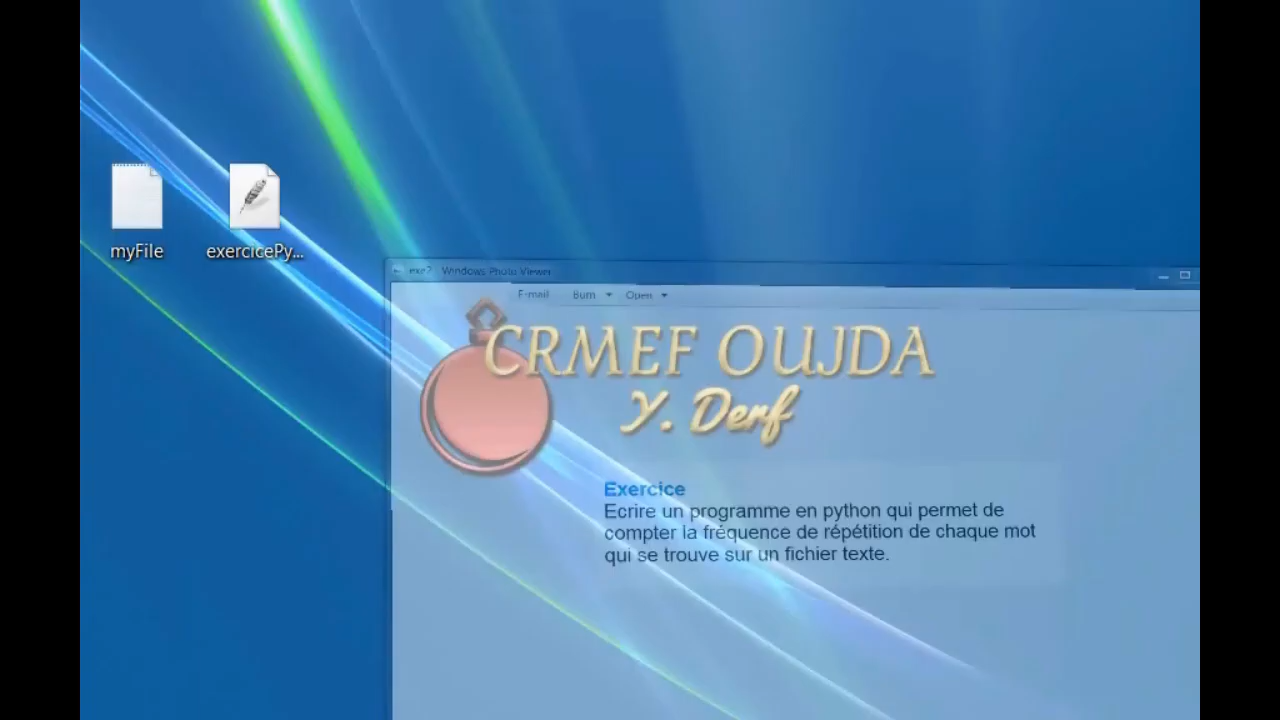 myFile
exercicePy...
exe2 Windows Photo Viewer
E-mail Burn Open
CRMEF OUJDA
Y. Derf
Exercice
Ecrire un programme en python qui permet de
compter la fréquence de répétition de chaque mot
qui se trouve sur un fichier texte.